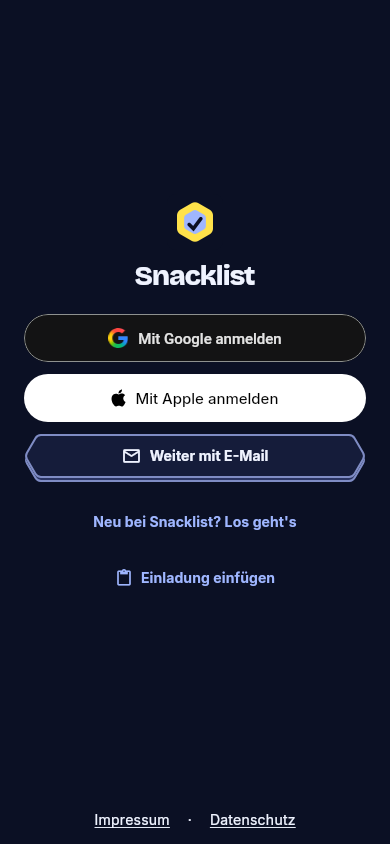 Snacklist
Mit Google anmelden
Mit Apple anmelden
Weiter mit E-Mail
Neu bei Snacklist? Los geht's
Einladung einfügen
Impressum · Datenschutz